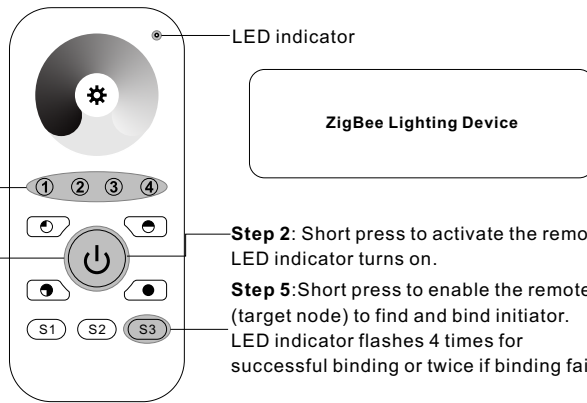 LED indicator
ZigBee Lighting Device
1 2 3 4
Step 2: Short press to activate the remo
LED indicator turns on.
Step 5:Short press to enable the remote
(target node) to find and bind initiator.
S1 S2 S3
LED indicator flashes 4 times for
successful binding or twice if binding fai